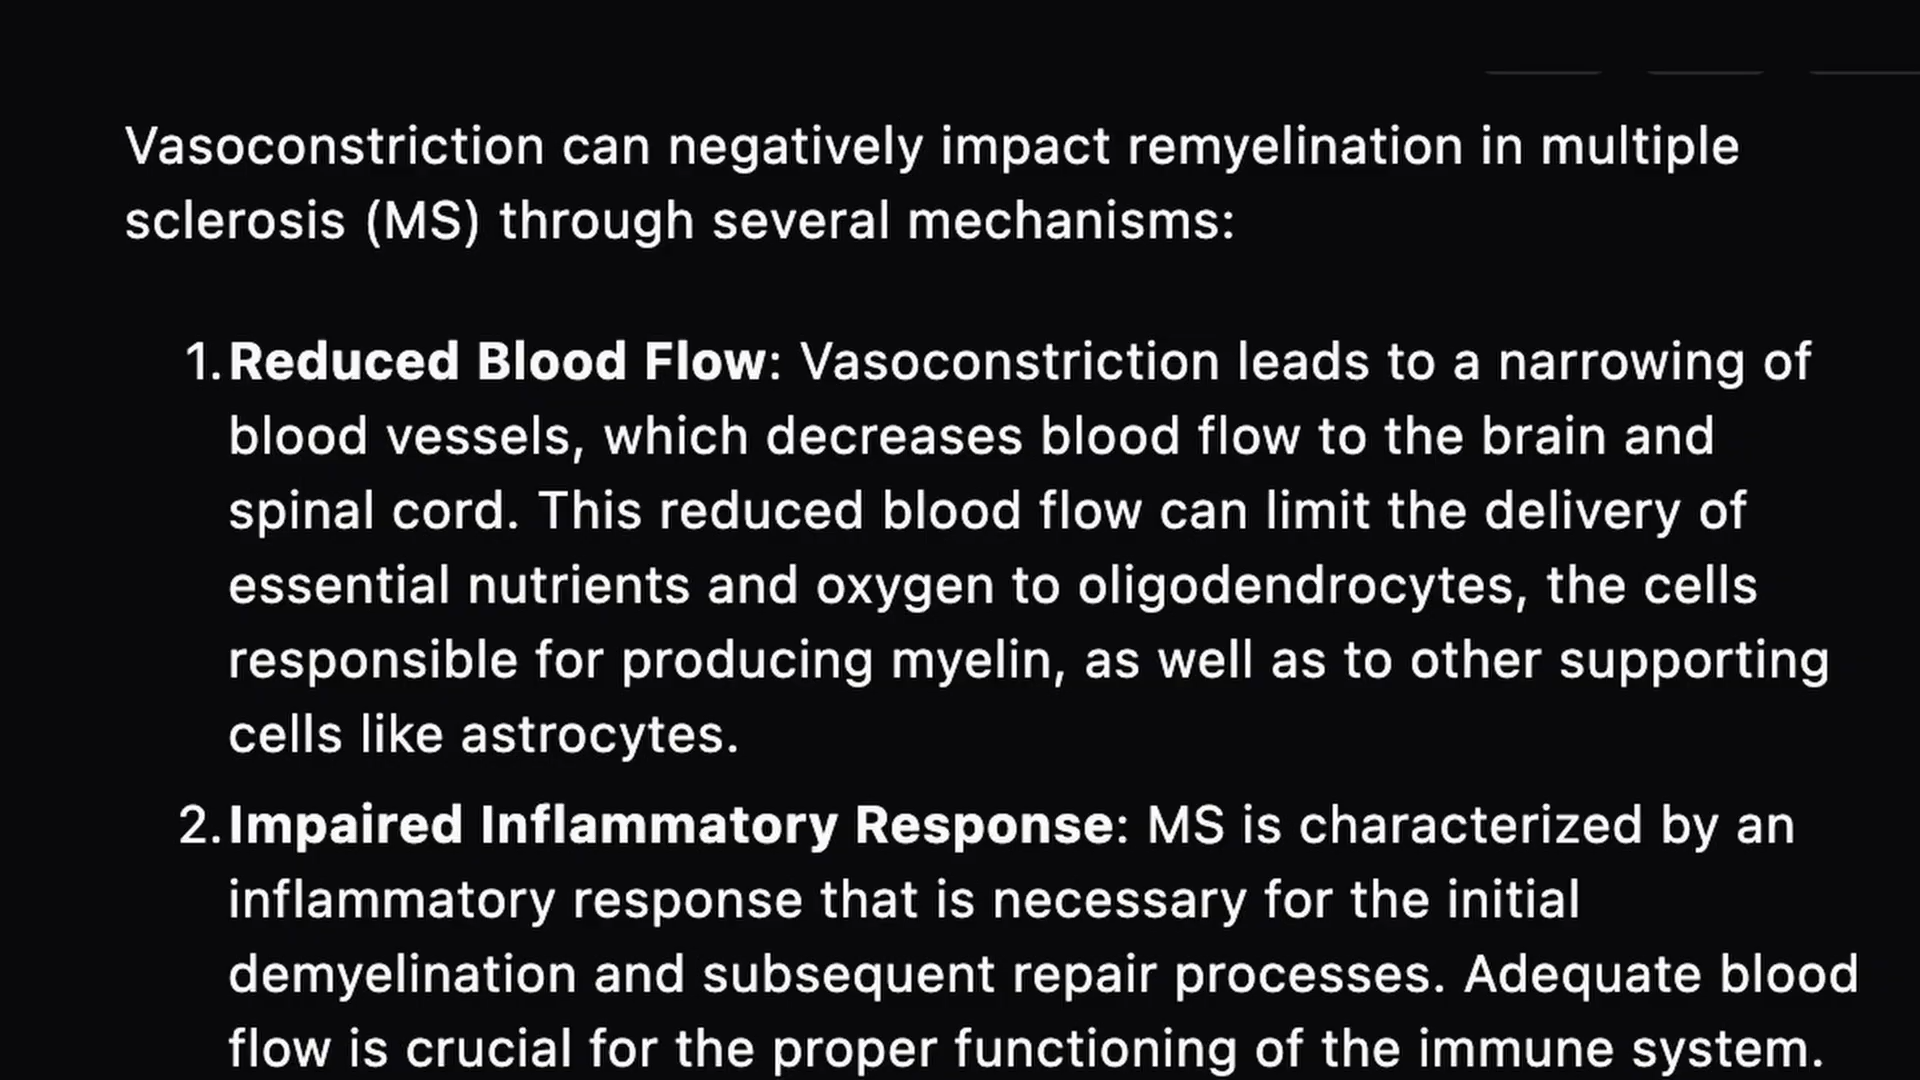 Vasoconstriction can negatively impact remyelination in multiple
sclerosis (MS) through several mechanisms:
1. Reduced Blood Flow: Vasoconstriction leads to a narrowing of
blood vessels, which decreases blood flow to the brain and
spinal cord. This reduced blood flow can limit the delivery of
essential nutrients and oxygen to oligodendrocytes, the cells
responsible for producing myelin, as well as to other supporting
cells like astrocytes.
2. Impaired Inflammatory Response: MS is characterized by an
inflammatory response that is necessary for the initial
demyelination and subsequent repair processes. Adequate blood
flow is crucial for the proper functioning of the immune system.